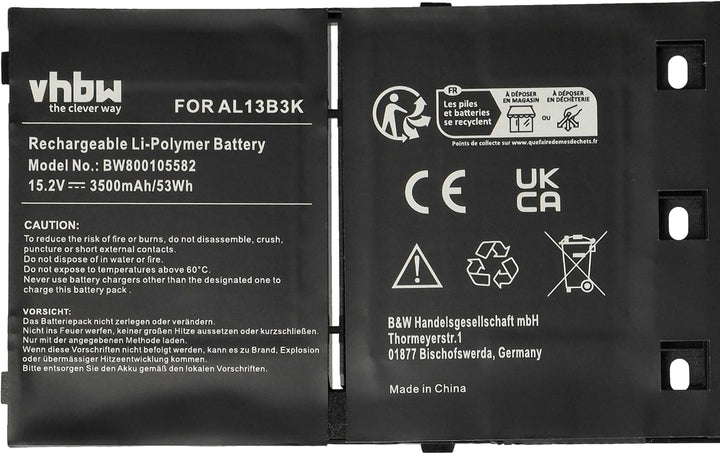 vhbw
the clever way
FOR AL13B3K
Rechargeable Li-Polymer Battery
Model No.: BW800105582
15.2V 3500mAh/53Wh
CAUTION:
To reduce the risk of fire or burns, do not disassemble, crush,
puncture or short external contacts.
Do not dispose of in water or fire.
Do not expose to temperatures above 60°C.
Never use battery chargers other than the designated one to
charge this battery pack .
VORSICHT:
Das Batteriepack nicht zerlegen oder verändern.
Nicht ins Feuer werfen, keiner großen Hitze aussetzen oder kurzschließen.
Nur mit der angegebenen Methode laden.
Wenn diese Vorschriften nicht befolgt werden, kann es zu Brand, Explosion
oder übermässiger Hitzeentwicklung kommen.
Bitte entsorgen Sie den Akku gemäß den lokalen Vorschriften.
FR
Les piles
et batteries
se recyclent
À DÉPOSER
EN MAGASIN
OU
À DÉPOSER
EN DÉCHÈTERIE
Points de collecte sur www.quefairedemesdechets.fr
CE
UK
CA
B&W Handelsgesellschaft mbH
Thormeyerstr.1
01877 Bischofswerda, Germany
Made in China